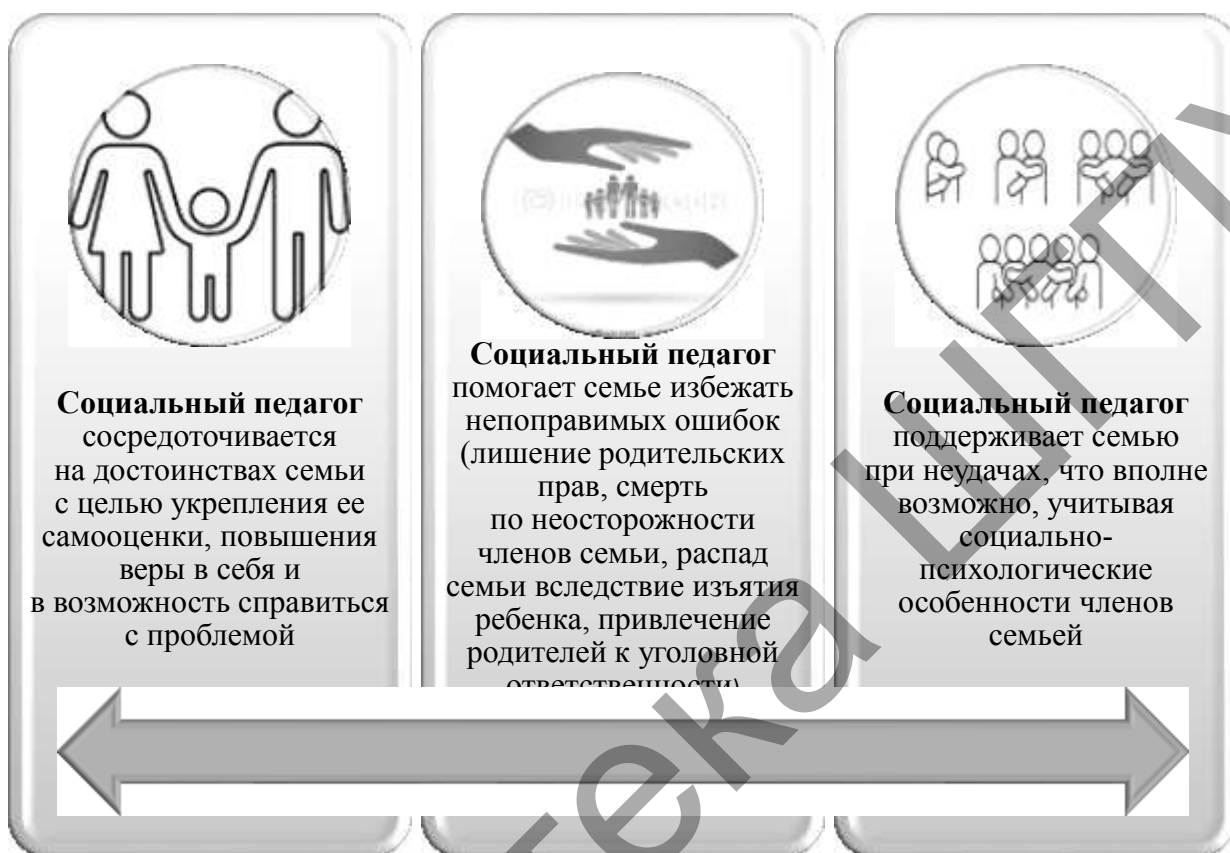 Социальный педагог
сосредоточивается
на достоинствах семьи
с целью укрепления ее
самооценки, повышения
веры в себя и
в возможность справиться
с проблемой
Социальный педагог
помогает семье избежать
непоправимых ошибок
(лишение родительских
прав, смерть
по неосторожности
членов семьи, распад
семьи вследствие изъятия
ребенка, привлечение
родителей к уголовной
ответственности)
Социальный педагог
поддерживает семью
при неудачах, что вполне
возможно, учитывая
социально-
психологические
особенности членов
семьей